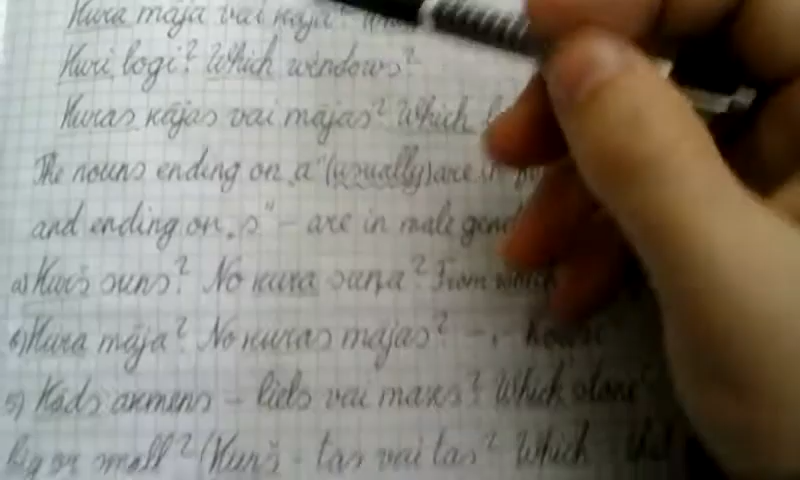 Kura māja vai kāja?
Kuri logi? Which windows?
Kuras kājas vai mājas? Which
The nouns ending on „a" (usually) are in
and ending on „s" – are in male gend
a) Kurš suns? No kura suņa? From which
b) Kura māja? No kuras mājas? –
5) Kāds akmens – liels vai mazs? Which stone
big or small? (Kurš – tas vai tas? Which –